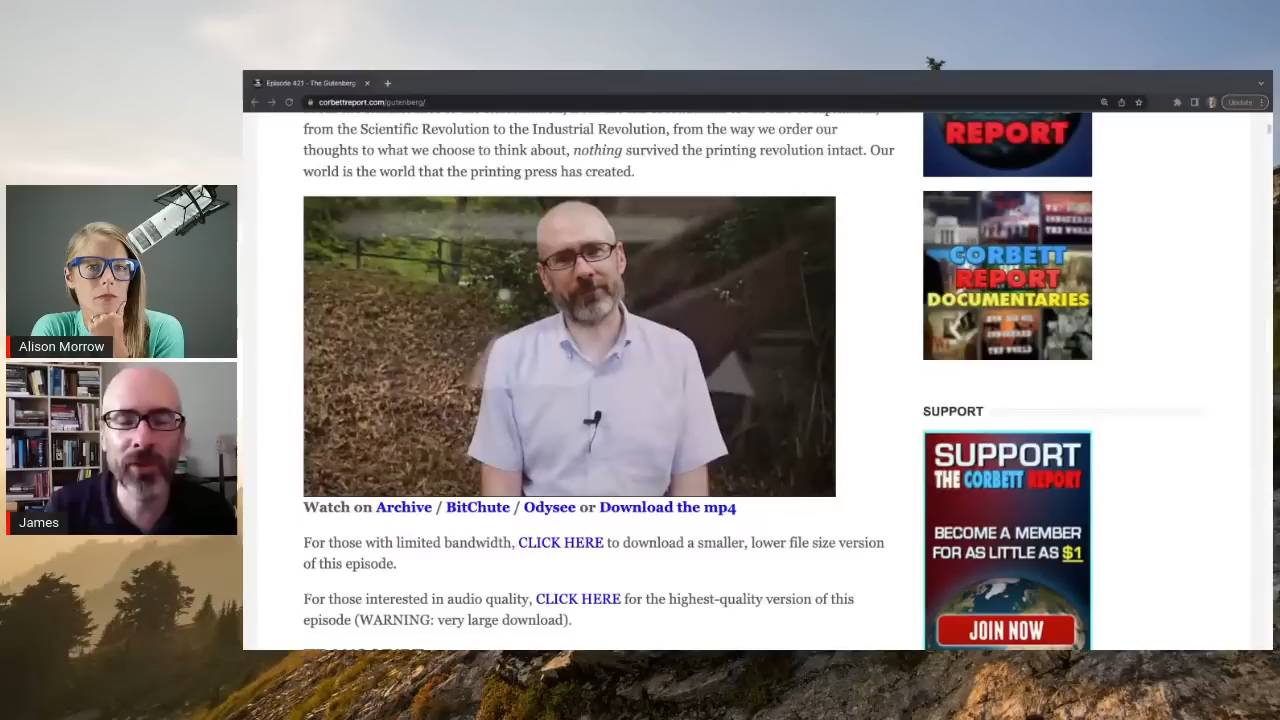 Episode 421 - The Gutenberg
corbettreport.com/gutenberg/
Update
from the Scientific Revolution to the Industrial Revolution, from the way we order our
thoughts to what we choose to think about, nothing survived the printing revolution intact. Our
world is the world that the printing press has created.
Watch on Archive / BitChute / Odysee or Download the mp4
For those with limited bandwidth, CLICK HERE to download a smaller, lower file size version
of this episode.
For those interested in audio quality, CLICK HERE for the highest-quality version of this
episode (WARNING: very large download).
REPORT
CORBETT
REPORT
DOCUMENTARIES
SUPPORT
SUPPORT
THE CORBETT REPORT
BECOME A MEMBER
FOR AS LITTLE AS $1
JOIN NOW
Alison Morrow
James